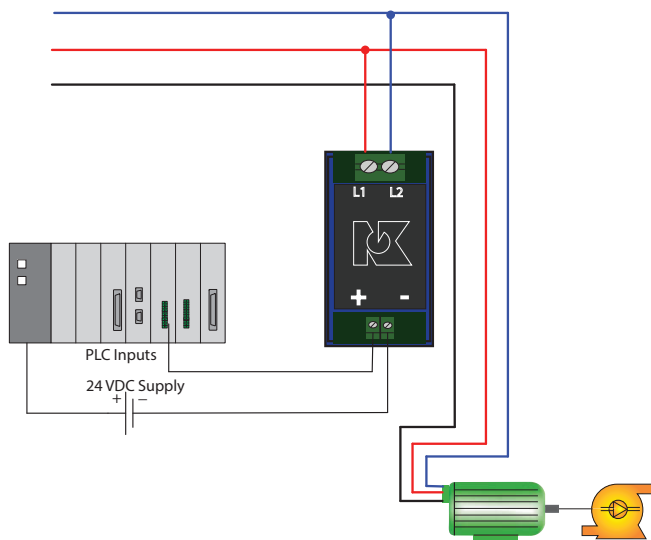 L1 L2
+ -
PLC Inputs
24 VDC Supply
+ −